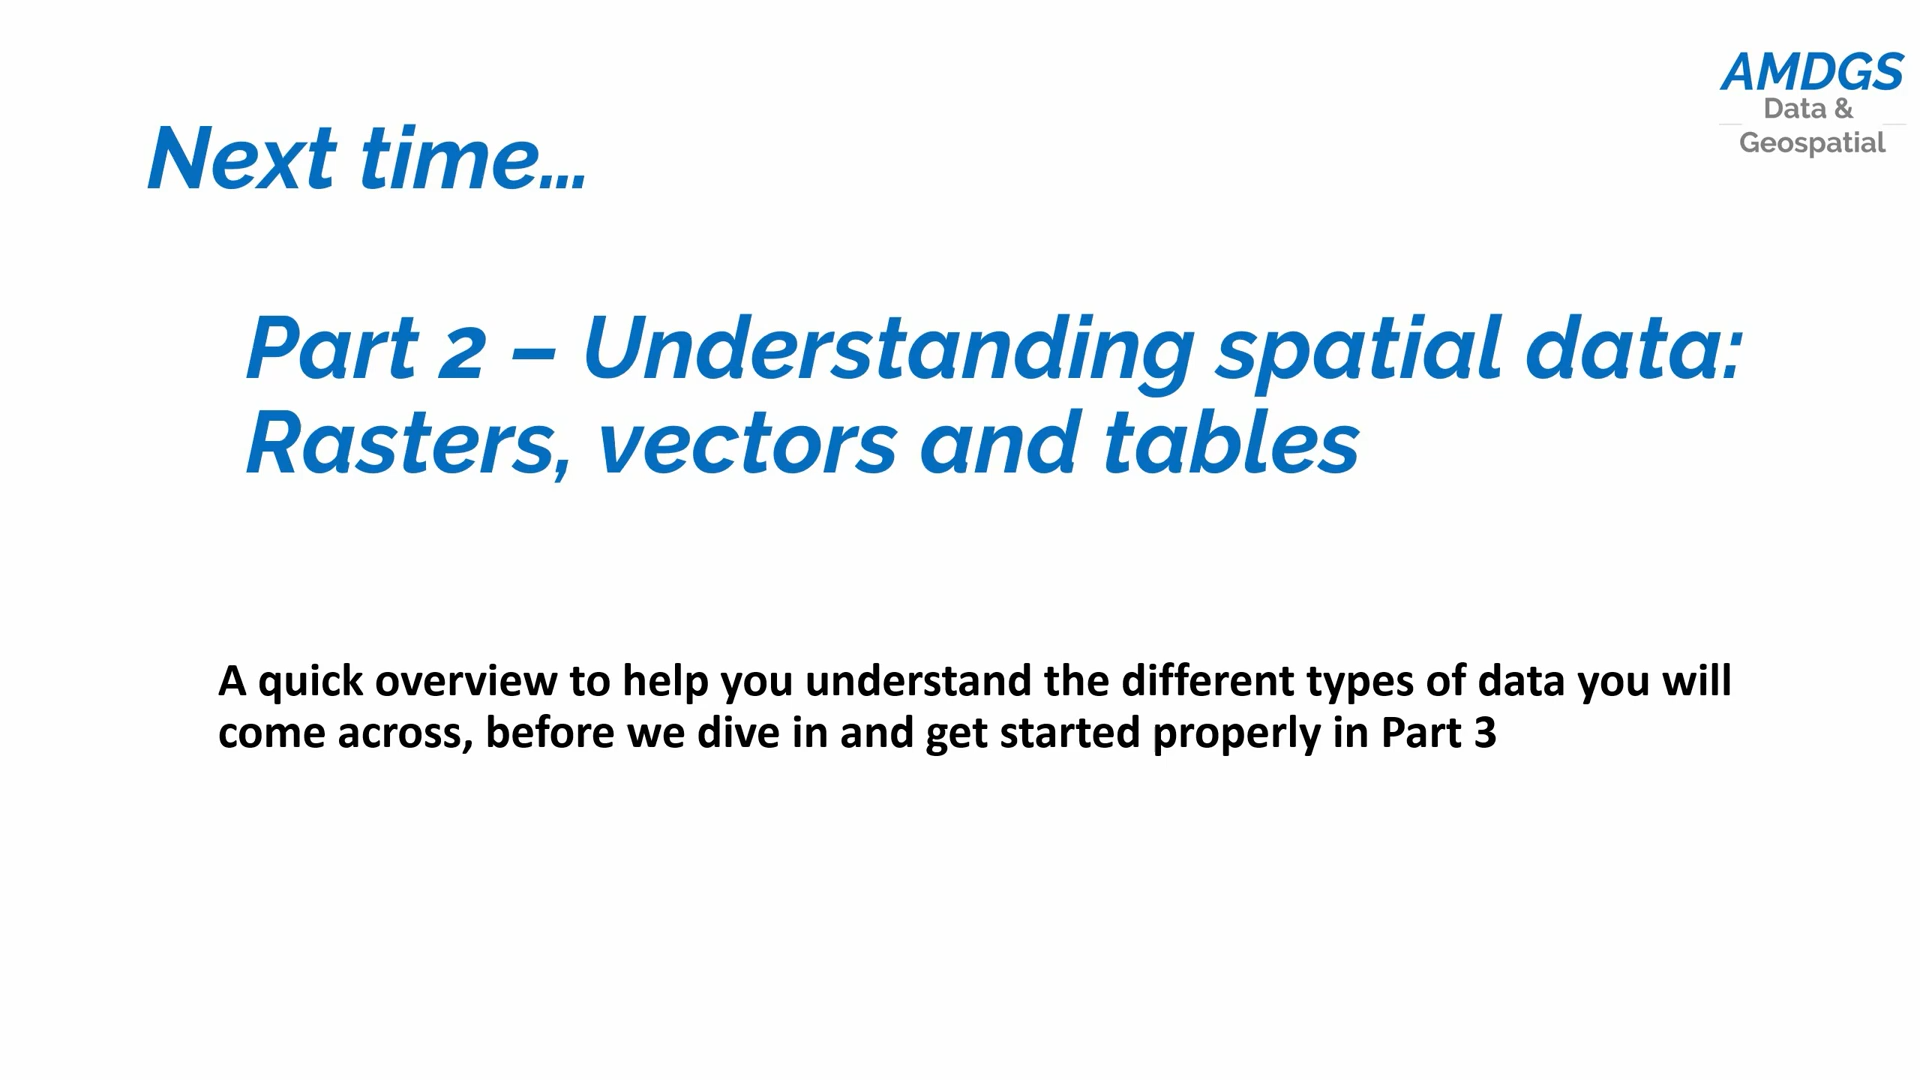 AMDGS
Data &
Geospatial
Next time…
Part 2 – Understanding spatial data:
Rasters, vectors and tables
A quick overview to help you understand the different types of data you will
come across, before we dive in and get started properly in Part 3